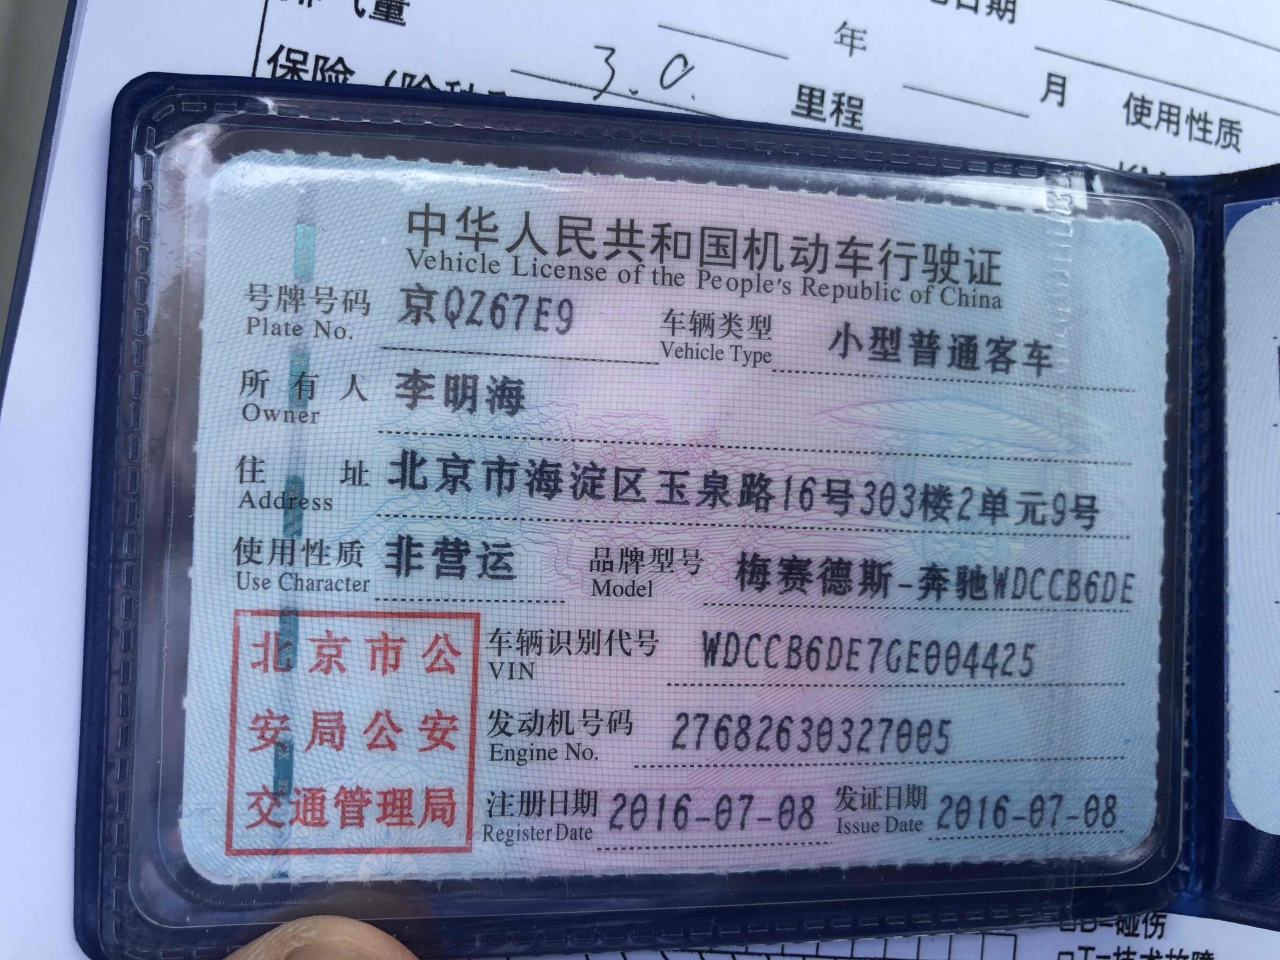 排气量
年
日期
保险
3.0
里程
月
使用性质
中华人民共和国机动车行驶证
Vehicle License of the People's Republic of China
号牌号码 京QZ67E9 车辆类型 小型普通客车
Plate No. Vehicle Type
所有人 李明海
Owner
住址 北京市海淀区玉泉路16号303楼2单元9号
Address
使用性质 非营运 品牌型号 梅赛德斯-奔驰WDCCB6DE
Use Character Model
北京市公
安局公安
交通管理局
车辆识别代号 WDCCB6DE7GE004425
VIN
发动机号码 27682630327005
Engine No.
注册日期 2016-07-08 发证日期 2016-07-08
Register Date Issue Date